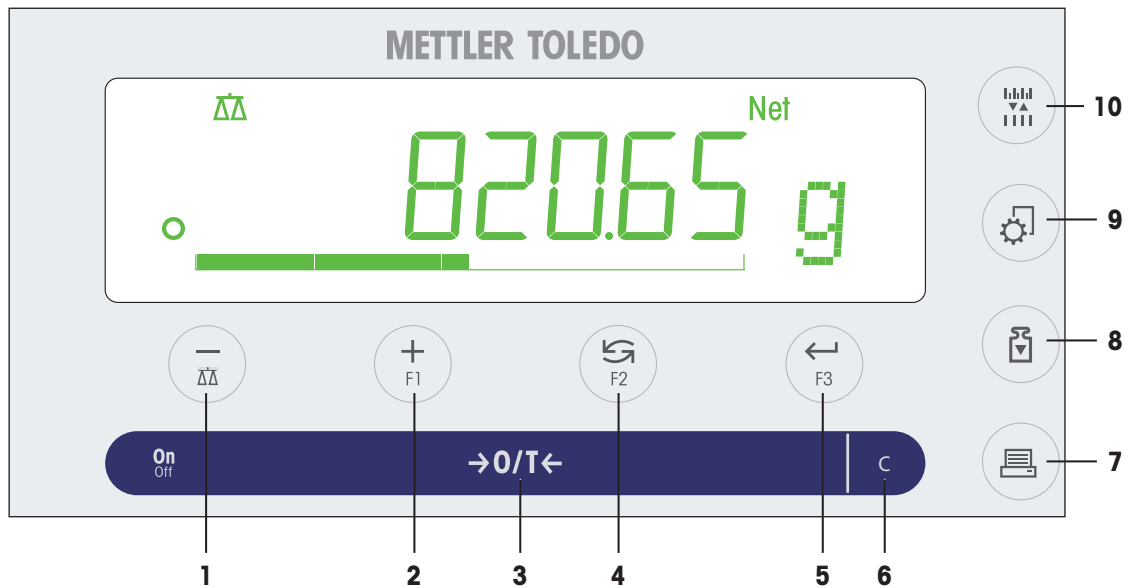 METTLER TOLEDO
Net
820.65 g
10
9
8
F1
F2
F3
On
Off
→0/T←
C
7
1
2
3
4
5
6